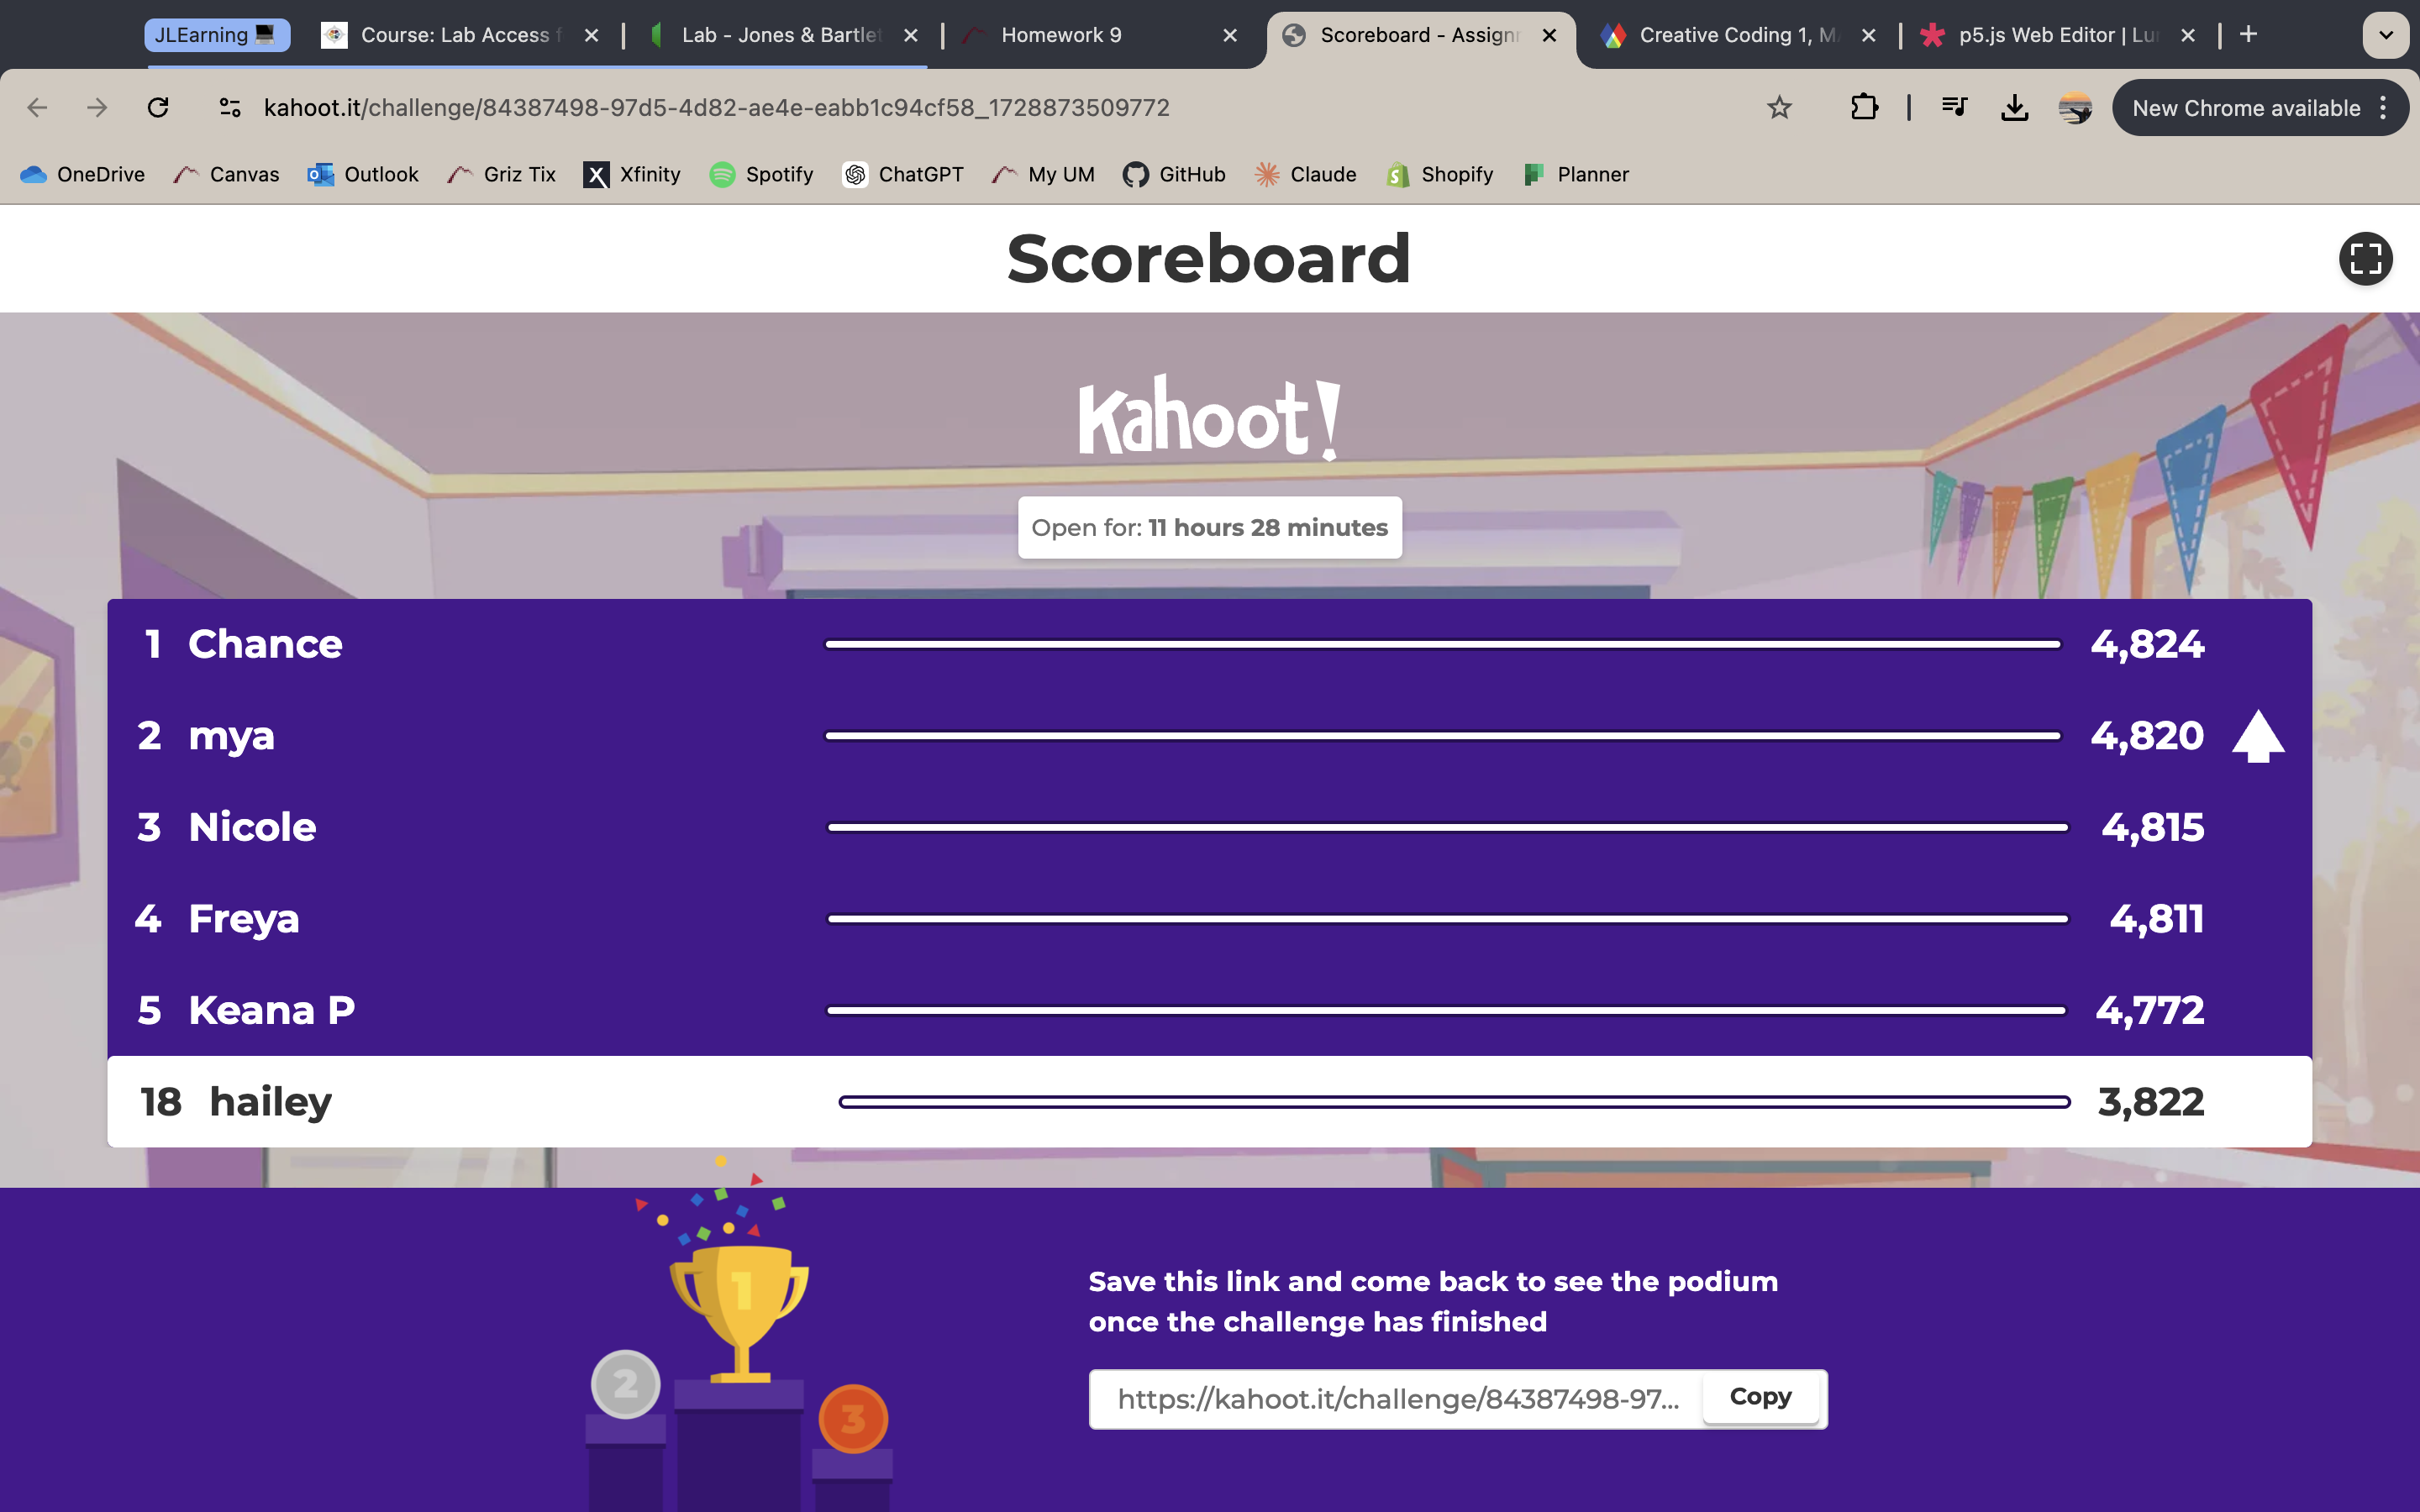 JLEarning
Course: Lab Access f
Lab - Jones & Bartlet
Homework 9
Scoreboard - Assignm
Creative Coding 1, M
p5.js Web Editor | Lu
kahoot.it/challenge/84387498-97d5-4d82-ae4e-eabb1c94cf58_1728873509772
New Chrome available
OneDrive
Canvas
Outlook
Griz Tix
Xfinity
Spotify
ChatGPT
My UM
GitHub
Claude
Shopify
Planner
Scoreboard
Kahoot!
Open for: 11 hours 28 minutes
1 Chance 4,824
2 mya 4,820
3 Nicole 4,815
4 Freya 4,811
5 Keana P 4,772
18 hailey 3,822
1
2
3
Save this link and come back to see the podium
once the challenge has finished
https://kahoot.it/challenge/84387498-97... Copy